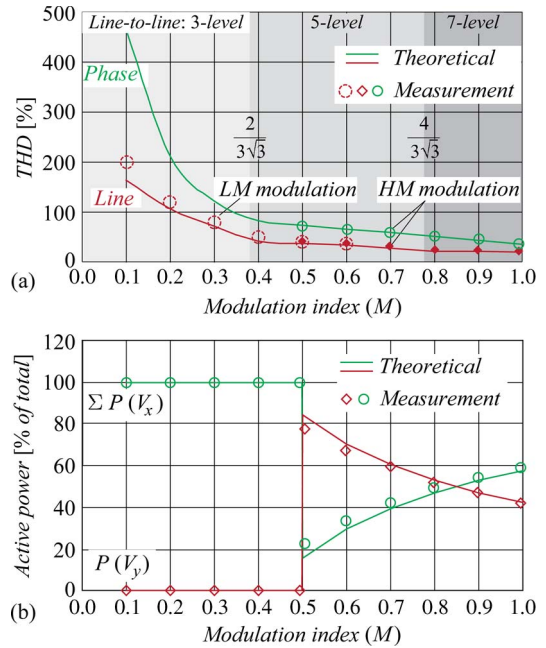 500
400
300
200
100
0
THD [%]
Line-to-line: 3-level
5-level
7-level
Phase
Line
Theoretical
Measurement
2
3√3
4
3√3
LM modulation
HM modulation
0.0 0.1 0.2 0.3 0.4 0.5 0.6 0.7 0.8 0.9 1.0
(a)
Modulation index (M)
120
100
80
60
40
20
0
Active power [% of total]
Theoretical
Measurement
Σ P (Vx)
P (Vy)
0.0 0.1 0.2 0.3 0.4 0.5 0.6 0.7 0.8 0.9 1.0
(b)
Modulation index (M)